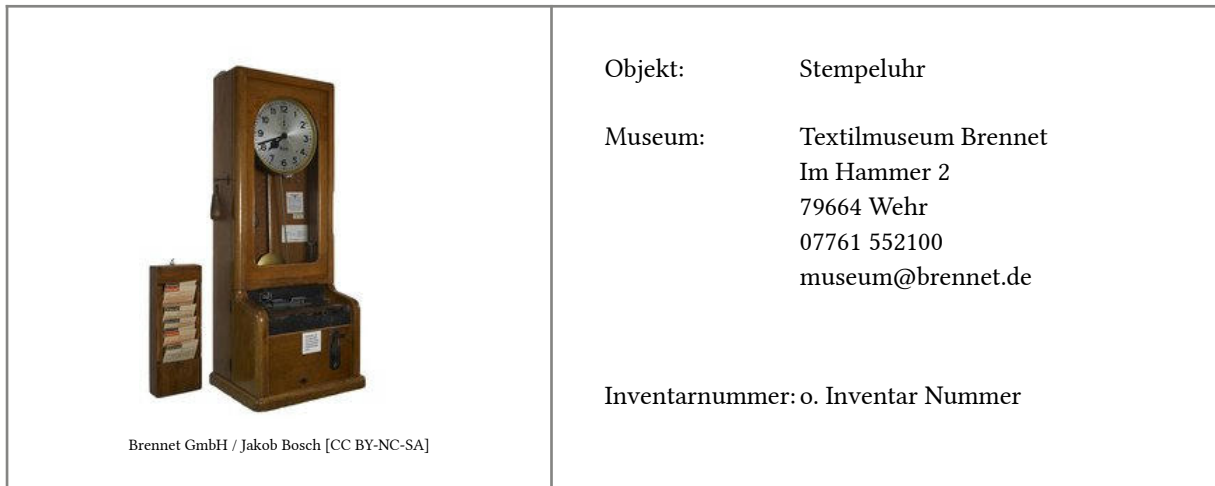 Objekt: Stempeluhr
Museum: Textilmuseum Brennet
Im Hammer 2
79664 Wehr
07761 552100
museum@brennet.de
Inventarnummer: o. Inventar Nummer
Brennet GmbH / Jakob Bosch [CC BY-NC-SA]